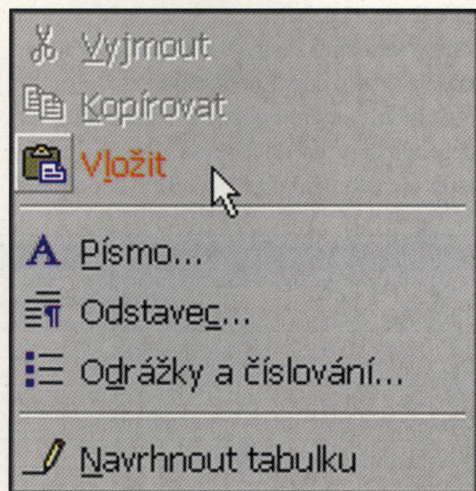 Vyjmout
Kopírovat
Vložit
Písmo...
Odstavec...
Odrážky a číslování...
Navrhnout tabulku